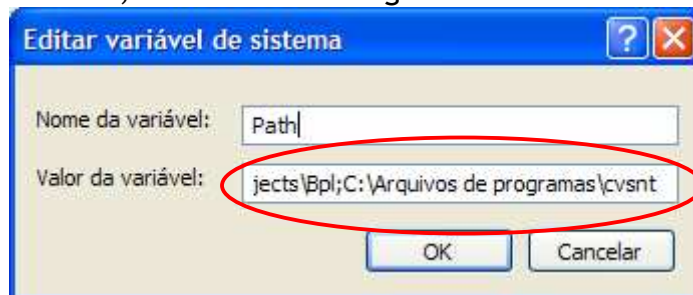 Editar variável de sistema
Nome da variável: Path
Valor da variável: jects\Bpl;C:\Arquivos de programas\cvsnt
OK Cancelar